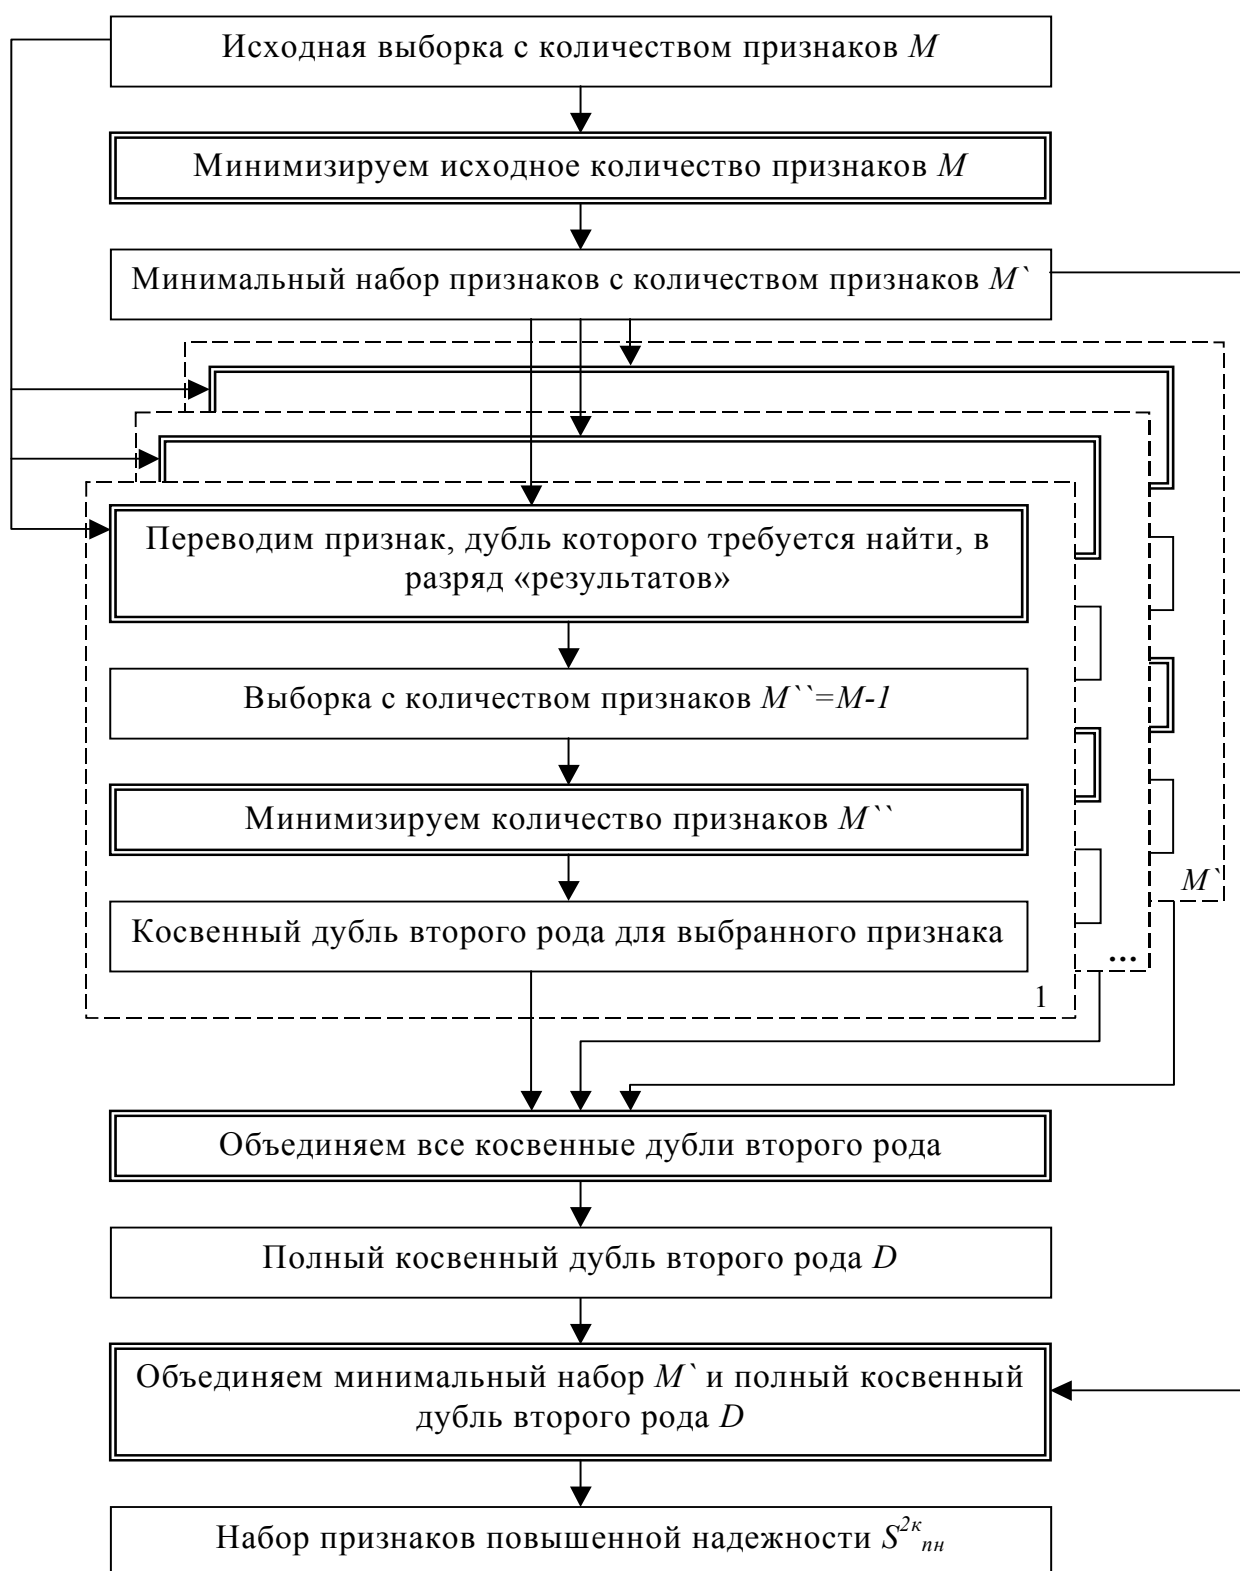 Исходная выборка с количеством признаков M
Минимизируем исходное количество признаков M
Минимальный набор признаков с количеством признаков M`
Переводим признак, дубль которого требуется найти, в
разряд «результатов»
Выборка с количеством признаков M``=M-1
Минимизируем количество признаков M``
M`
Косвенный дубль второго рода для выбранного признака
...
1
Объединяем все косвенные дубли второго рода
Полный косвенный дубль второго рода D
Объединяем минимальный набор M` и полный косвенный
дубль второго рода D
Набор признаков повышенной надежности S^{2к}_{пн}